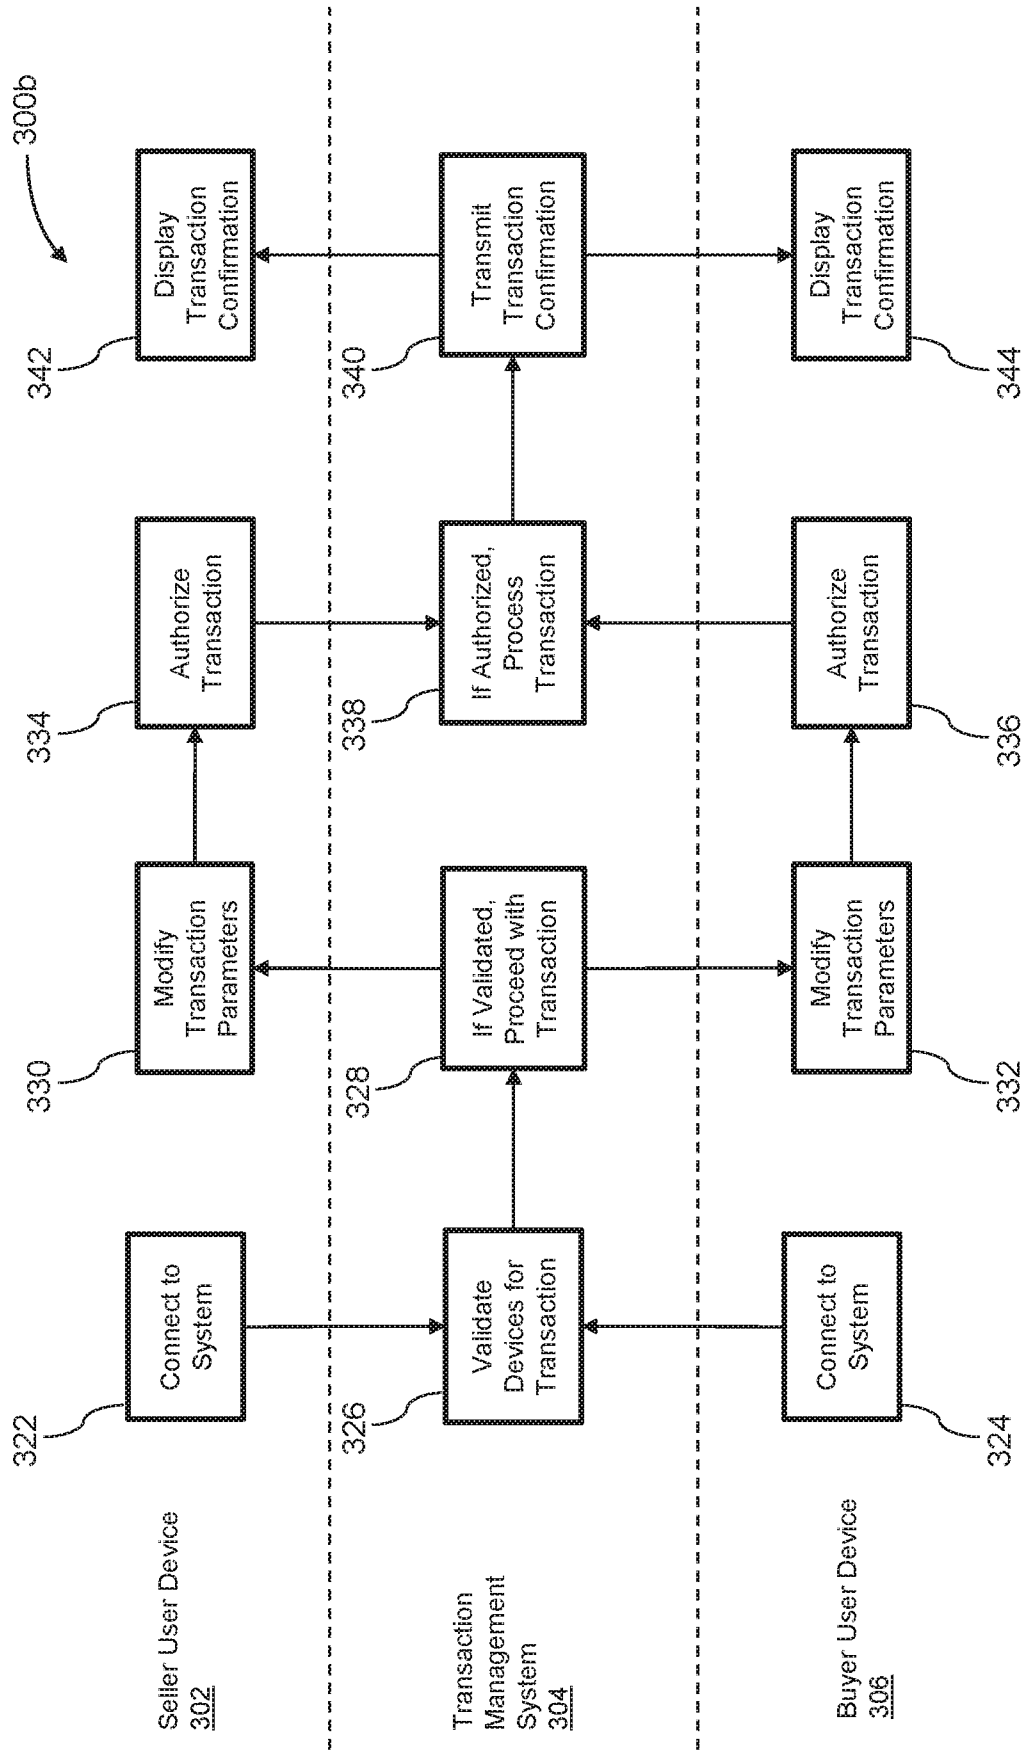 300b
Seller User Device
302
322
Connect to
System
330
Modify
Transaction
Parameters
334
Authorize
Transaction
342
Display
Transaction
Confirmation
Transaction
Management
System
304
326
Validate
Devices for
Transaction
328
If Validated,
Proceed with
Transaction
338
If Authorized,
Process
Transaction
340
Transmit
Transaction
Confirmation
Buyer User Device
306
Connect to
System
324
Modify
Transaction
Parameters
332
Authorize
Transaction
336
Display
Transaction
Confirmation
344